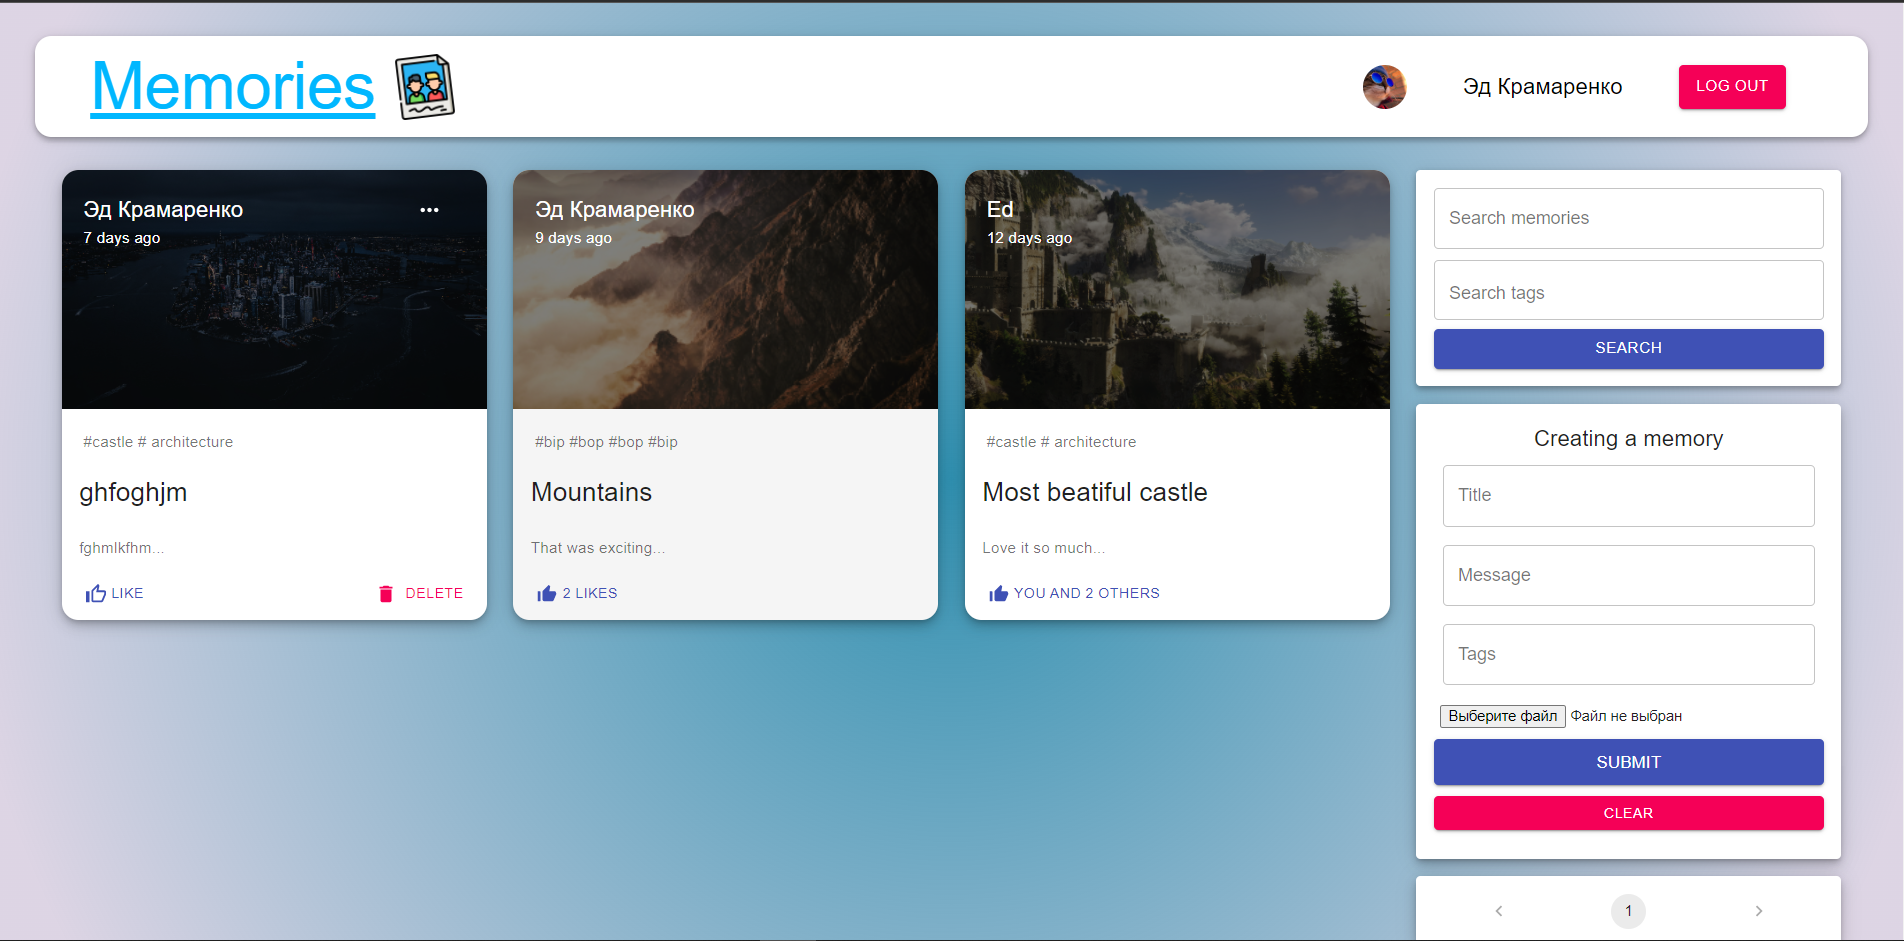 Memories
Эд Крамаренко
LOG OUT
Эд Крамаренко
7 days ago
#castle # architecture
ghfoghjm
fghmlkfhm...
LIKE
DELETE
Эд Крамаренко
9 days ago
#bip #bop #bop #bip
Mountains
That was exciting...
2 LIKES
Ed
12 days ago
#castle # architecture
Most beatiful castle
Love it so much...
YOU AND 2 OTHERS
Search memories
Search tags
SEARCH
Creating a memory
Title
Message
Tags
Выберите файл Файл не выбран
SUBMIT
CLEAR
1